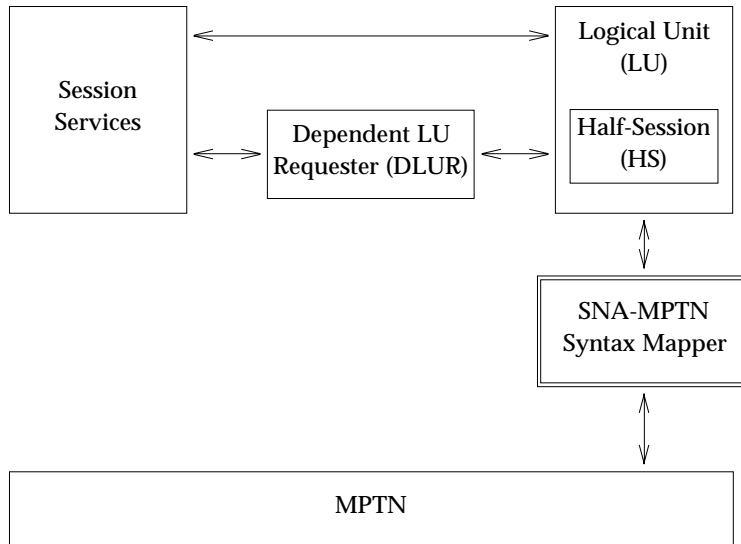 Session
Services
Dependent LU
Requester (DLUR)
Logical Unit
(LU)
Half-Session
(HS)
SNA-MPTN
Syntax Mapper
MPTN